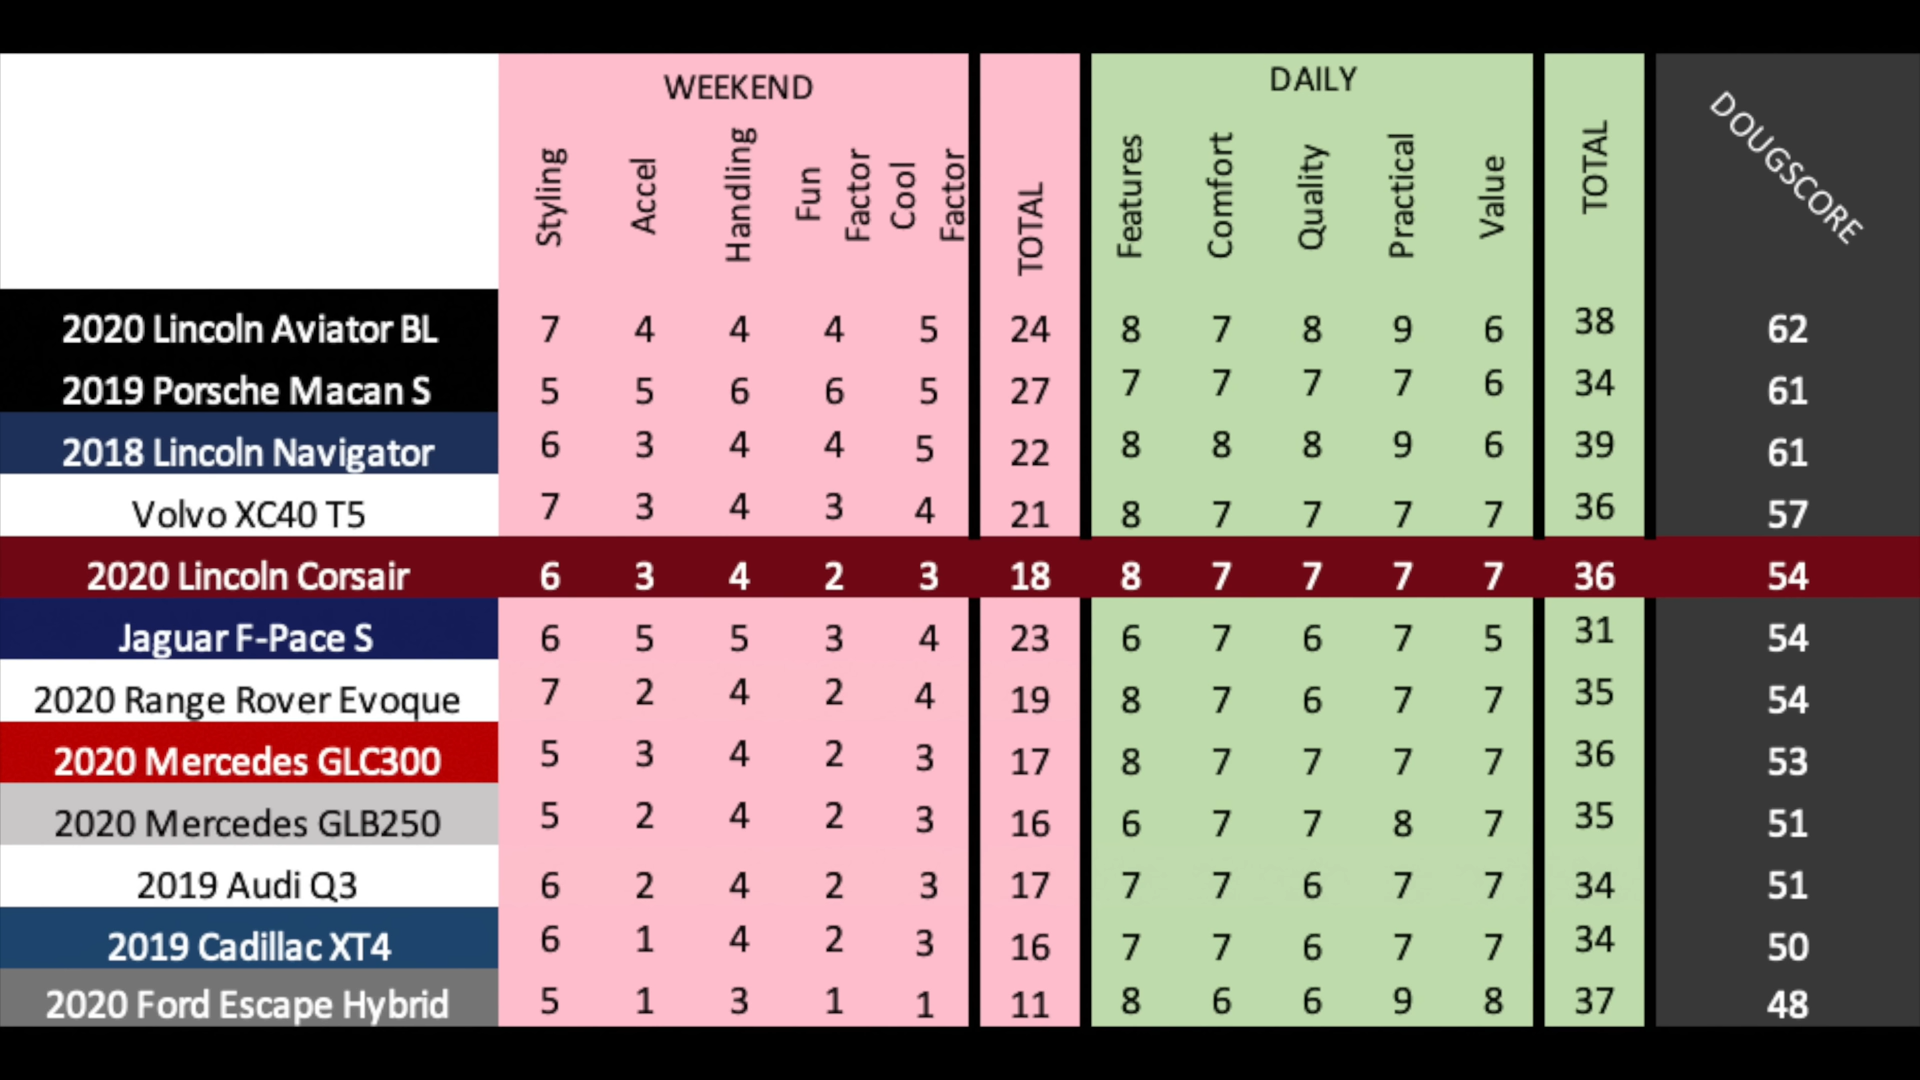 WEEKEND DAILY
Styling Accel Handling Fun Factor Cool Factor TOTAL Features Comfort Quality Practical Value TOTAL DOUGSCORE
2020 Lincoln Aviator BL 7 4 4 4 5 24 8 7 8 9 6 38 62
2019 Porsche Macan S 5 5 6 6 5 27 7 7 7 7 6 34 61
2018 Lincoln Navigator 6 3 4 4 5 22 8 8 8 9 6 39 61
Volvo XC40 T5 7 3 4 3 4 21 8 7 7 7 7 36 57
2020 Lincoln Corsair 6 3 4 2 3 18 8 7 7 7 7 36 54
Jaguar F-Pace S 6 5 5 3 4 23 6 7 6 7 5 31 54
2020 Range Rover Evoque 7 2 4 2 4 19 8 7 6 7 7 35 54
2020 Mercedes GLC300 5 3 4 2 3 17 8 7 7 7 7 36 53
2020 Mercedes GLB250 5 2 4 2 3 16 6 7 7 8 7 35 51
2019 Audi Q3 6 2 4 2 3 17 7 7 6 7 7 34 51
2019 Cadillac XT4 6 1 4 2 3 16 7 7 6 7 7 34 50
2020 Ford Escape Hybrid 5 1 3 1 1 11 8 6 6 9 8 37 48